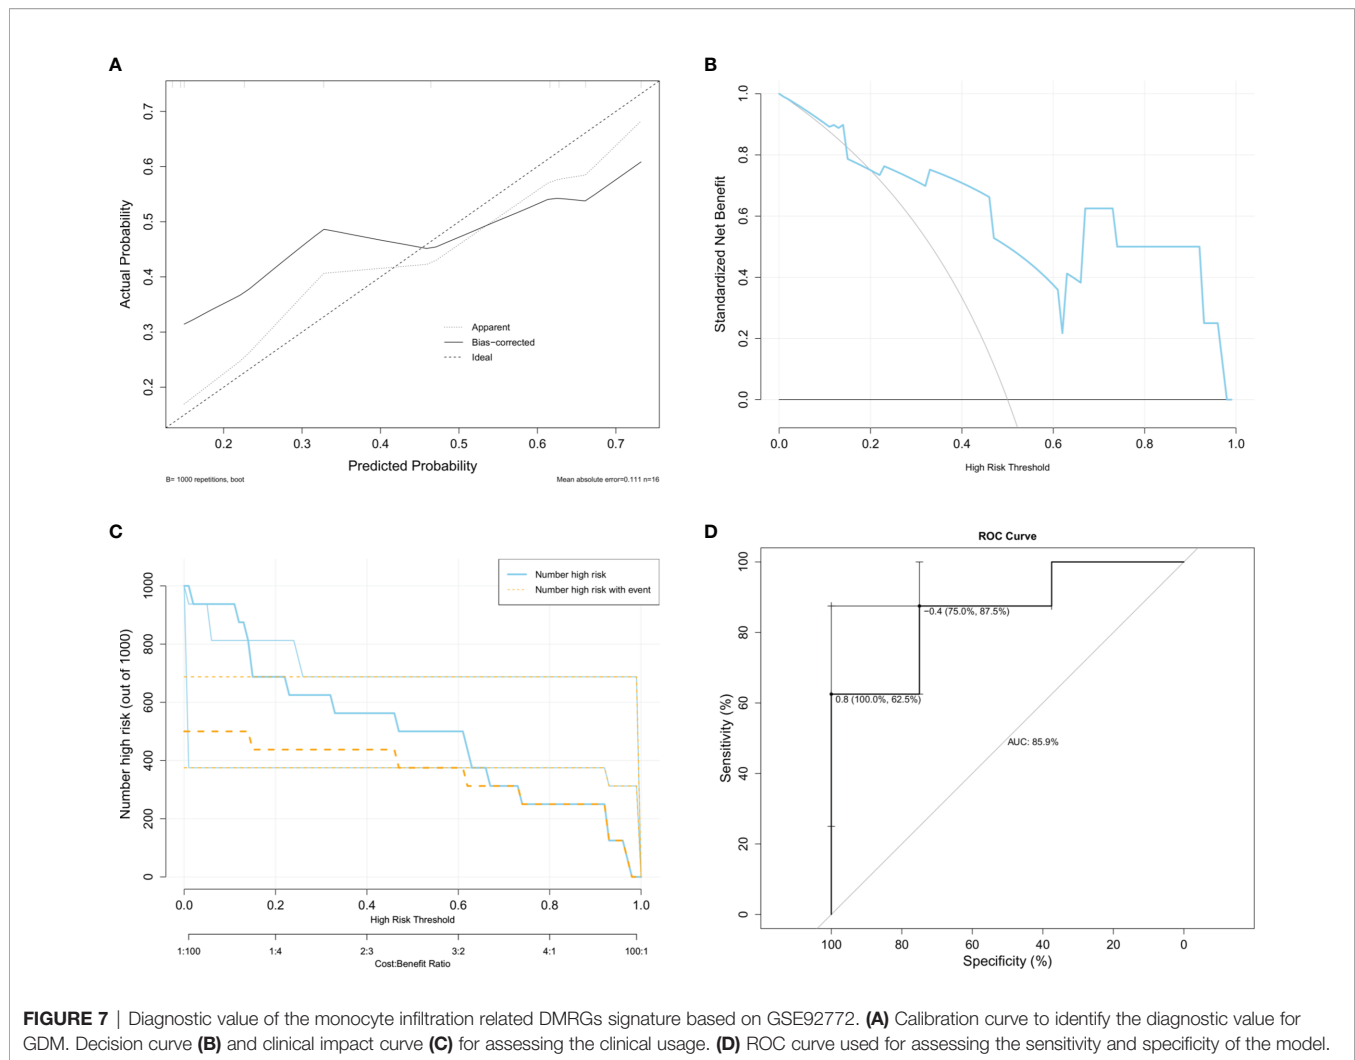 A
Actual Probability
0.7
0.6
0.5
0.4
0.3
0.2
Apparent
Bias−corrected
Ideal
0.2 0.3 0.4 0.5 0.6 0.7
Predicted Probability
B= 1000 repetitions, boot
Mean absolute error=0.111 n=16
B
Standardized Net Benefit
1.0
0.8
0.6
0.4
0.2
0.0
0.0 0.2 0.4 0.6 0.8 1.0
High Risk Threshold
C
Number high risk (out of 1000)
1000
800
600
400
200
0
Number high risk
Number high risk with event
0.0 0.2 0.4 0.6 0.8 1.0
High Risk Threshold
1:100 1:4 2:3 3:2 4:1 100:1
Cost:Benefit Ratio
D
ROC Curve
Sensitivity (%)
100
80
60
40
20
0
−0.4 (75.0%, 87.5%)
0.8 (100.0%, 62.5%)
AUC: 85.9%
100 80 60 40 20 0
Specificity (%)
FIGURE 7 | Diagnostic value of the monocyte infiltration related DMRGs signature based on GSE92772. (A) Calibration curve to identify the diagnostic value for
GDM. Decision curve (B) and clinical impact curve (C) for assessing the clinical usage. (D) ROC curve used for assessing the sensitivity and specificity of the model.